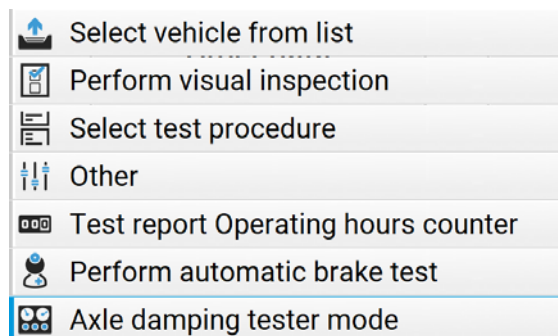 Select vehicle from list
Perform visual inspection
Select test procedure
Other
Test report Operating hours counter
Perform automatic brake test
Axle damping tester mode